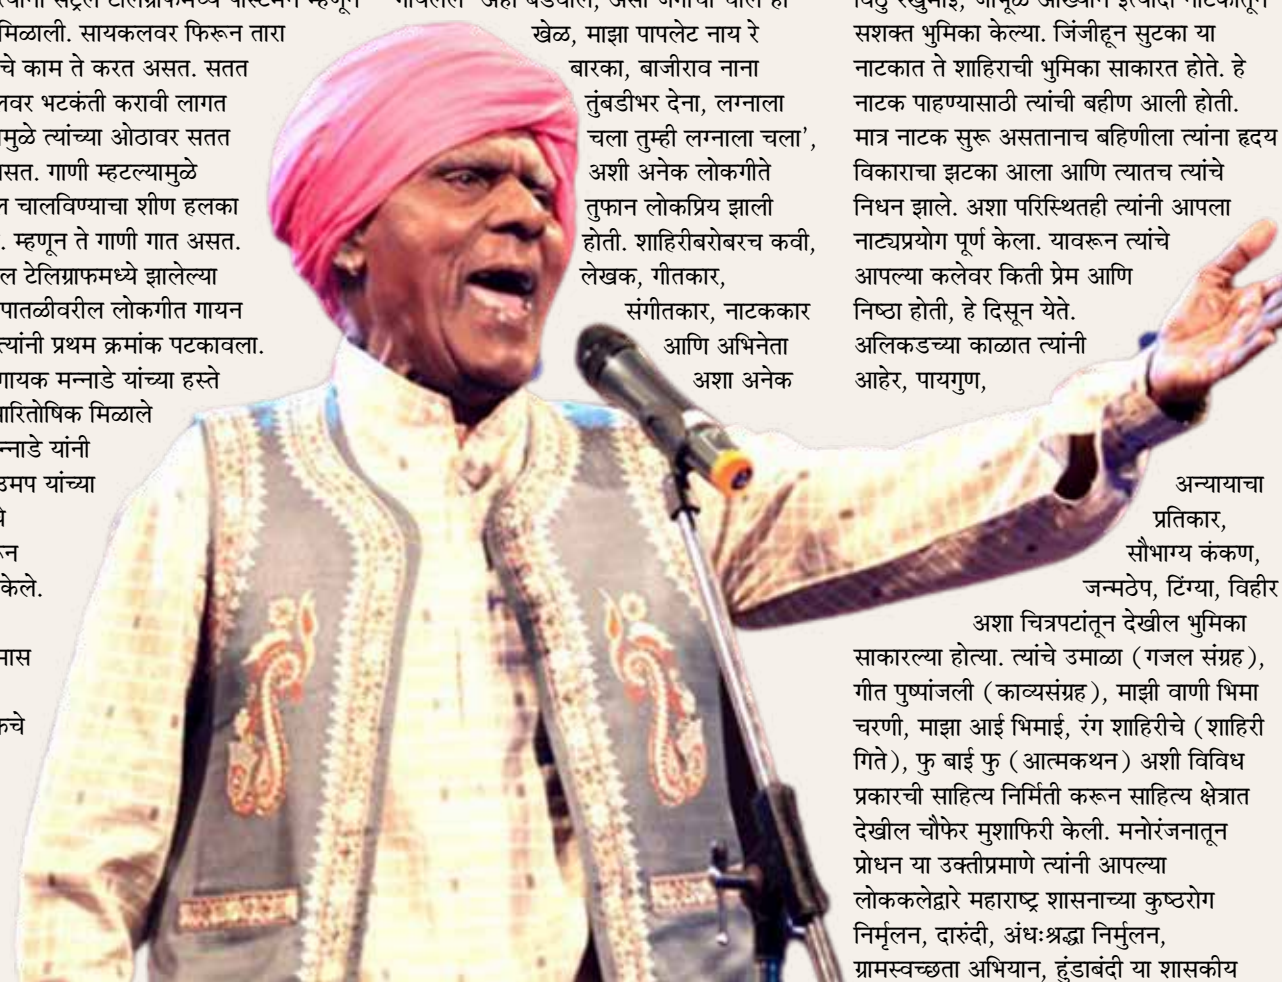 मिळाली. सायकलवर फिरून तारा
चे काम ते करत असत. सतत
भटकंती करावी लागत
त्यांच्या ओठावर सतत
गाणी म्हटल्यामुळे
चालविण्याचा शीण हलका
म्हणून ते गाणी गात असत.
टेलिग्राफमध्ये झालेल्या
पातळीवरील लोकगीत गायन
त्यांनी प्रथम क्रमांक पटकावला.
गायक मन्नाडे यांच्या हस्ते
पारितोषिक मिळाले
यांनी
उमप यांच्या
केले.
खेळ, माझा पापलेट नाय रे
बारका, बाजीराव नाना
तुंबडीभर देना, लग्नाला
चला तुम्ही लग्नाला चला’,
अशी अनेक लोकगीते
तुफान लोकप्रिय झाली
होती. शाहिरीबरोबरच कवी,
लेखक, गीतकार,
संगीतकार, नाटककार
आणि अभिनेता
अशा अनेक
सशक्त भुमिका केल्या. जिंजीहून सुटका या
नाटकात ते शाहिराची भुमिका साकारत होते. हे
नाटक पाहण्यासाठी त्यांची बहीण आली होती.
मात्र नाटक सुरू असतानाच बहिणीला त्यांना हृदय
विकाराचा झटका आला आणि त्यातच त्यांचे
निधन झाले. अशा परिस्थितही त्यांनी आपला
नाट्यप्रयोग पूर्ण केला. यावरून त्यांचे
आपल्या कलेवर किती प्रेम आणि
निष्ठा होती, हे दिसून येते.
अलिकडच्या काळात त्यांनी
आहेर, पायगुण,
अन्यायाचा
प्रतिकार,
सौभाग्य कंकण,
जन्मठेप, टिंग्या, विहीर
अशा चित्रपटांतून देखील भुमिका
साकारल्या होत्या. त्यांचे उमाळा (गजल संग्रह),
गीत पुष्पांजली (काव्यसंग्रह), माझी वाणी भिमा
चरणी, माझा आई भिमाई, रंग शाहिरीचे (शाहिरी
गिते), फु बाई फु (आत्मकथन) अशी विविध
प्रकारची साहित्य निर्मिती करून साहित्य क्षेत्रात
देखील चौफेर मुशाफिरी केली. मनोरंजनातून
प्रोधन या उक्तीप्रमाणे त्यांनी आपल्या
लोककलेद्वारे महाराष्ट्र शासनाच्या कुष्ठरोग
निर्मृलन, दारुंदी, अंधःश्रद्धा निर्मुलन,
ग्रामस्वच्छता अभियान, हुंडाबंदी या शासकीय